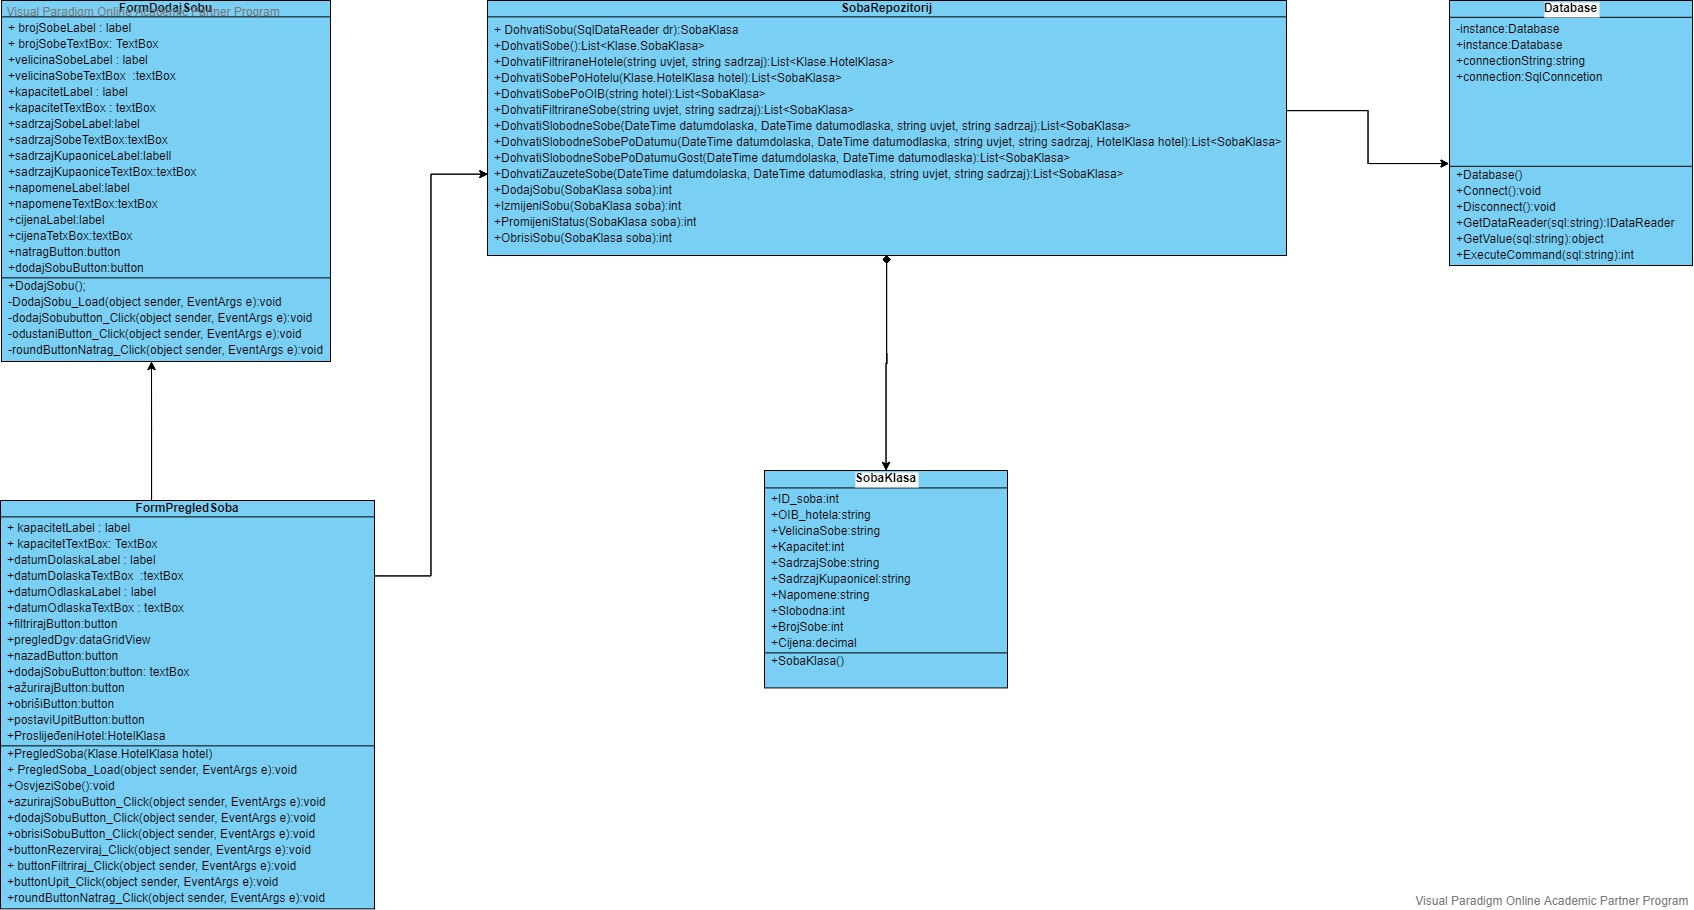 Visual Paradigm Online Academic Partner Program
FormDodajSobu
+ brojSobeLabel : label
+ brojSobeTextBox: TextBox
+velicinaSobeLabel : label
+velicinaSobeTextBox  :textBox
+kapacitetLabel : label
+kapacitetTextBox : textBox
+sadrzajSobeLabel:label
+sadrzajSobeTextBox:textBox
+sadrzajKupaoniceLabel:labell
+sadrzajKupaoniceTextBox:textBox
+napomeneLabel:label
+napomeneTextBox:textBox
+cijenaLabel:label
+cijenaTetxBox:textBox
+natragButton:button
+dodajSobuButton:button
+DodajSobu();
-DodajSobu_Load(object sender, EventArgs e):void
-dodajSobubutton_Click(object sender, EventArgs e):void
-odustaniButton_Click(object sender, EventArgs e):void
-roundButtonNatrag_Click(object sender, EventArgs e):void
SobaRepozitorij
+ DohvatiSobu(SqlDataReader dr):SobaKlasa
+DohvatiSobe():List<Klase.SobaKlasa>
+DohvatiFiltriraneHotele(string uvjet, string sadrzaj):List<Klase.HotelKlasa>
+DohvatiSobePoHotelu(Klase.HotelKlasa hotel):List<SobaKlasa>
+DohvatiSobePoOIB(string hotel):List<SobaKlasa>
+DohvatiFiltriraneSobe(string uvjet, string sadrzaj):List<SobaKlasa>
+DohvatiSlobodneSobe(DateTime datumdolaska, DateTime datumodlaska, string uvjet, string sadrzaj):List<SobaKlasa>
+DohvatiSlobodneSobePoDatumu(DateTime datumdolaska, DateTime datumodlaska, string uvjet, string sadrzaj, HotelKlasa hotel):List<SobaKlasa>
+DohvatiSlobodneSobePoDatumuGost(DateTime datumdolaska, DateTime datumodlaska):List<SobaKlasa>
+DohvatiZauzeteSobe(DateTime datumdolaska, DateTime datumodlaska, string uvjet, string sadrzaj):List<SobaKlasa>
+DodajSobu(SobaKlasa soba):int
+IzmijeniSobu(SobaKlasa soba):int
+PromijeniStatus(SobaKlasa soba):int
+ObrisiSobu(SobaKlasa soba):int
Database
-instance:Database
+instance:Database
+connectionString:string
+connection:SqlConncetion
+Database()
+Connect():void
+Disconnect():void
+GetDataReader(sql:string):IDataReader
+GetValue(sql:string):object
+ExecuteCommand(sql:string):int
FormPregledSoba
+ kapacitetLabel : label
+ kapacitetTextBox: TextBox
+datumDolaskaLabel : label
+datumDolaskaTextBox  :textBox
+datumOdlaskaLabel : label
+datumOdlaskaTextBox : textBox
+filtrirajButton:button
+pregledDgv:dataGridView
+nazadButton:button
+dodajSobuButton:button: textBox
+ažurirajButton:button
+obrišiButton:button
+postaviUpitButton:button
+ProslijeđeniHotel:HotelKlasa
+PregledSoba(Klase.HotelKlasa hotel)
+ PregledSoba_Load(object sender, EventArgs e):void
+OsvjeziSobe():void
+azurirajSobuButton_Click(object sender, EventArgs e):void
+dodajSobuButton_Click(object sender, EventArgs e):void
+obrisiSobuButton_Click(object sender, EventArgs e):void
+buttonRezerviraj_Click(object sender, EventArgs e):void
+ buttonFiltriraj_Click(object sender, EventArgs e):void
+buttonUpit_Click(object sender, EventArgs e):void
+roundButtonNatrag_Click(object sender, EventArgs e):void
SobaKlasa
+ID_soba:int
+OIB_hotela:string
+VelicinaSobe:string
+Kapacitet:int
+SadrzajSobe:string
+SadrzajKupaonicel:string
+Napomene:string
+Slobodna:int
+BrojSobe:int
+Cijena:decimal
+SobaKlasa()
Visual Paradigm Online Academic Partner Program